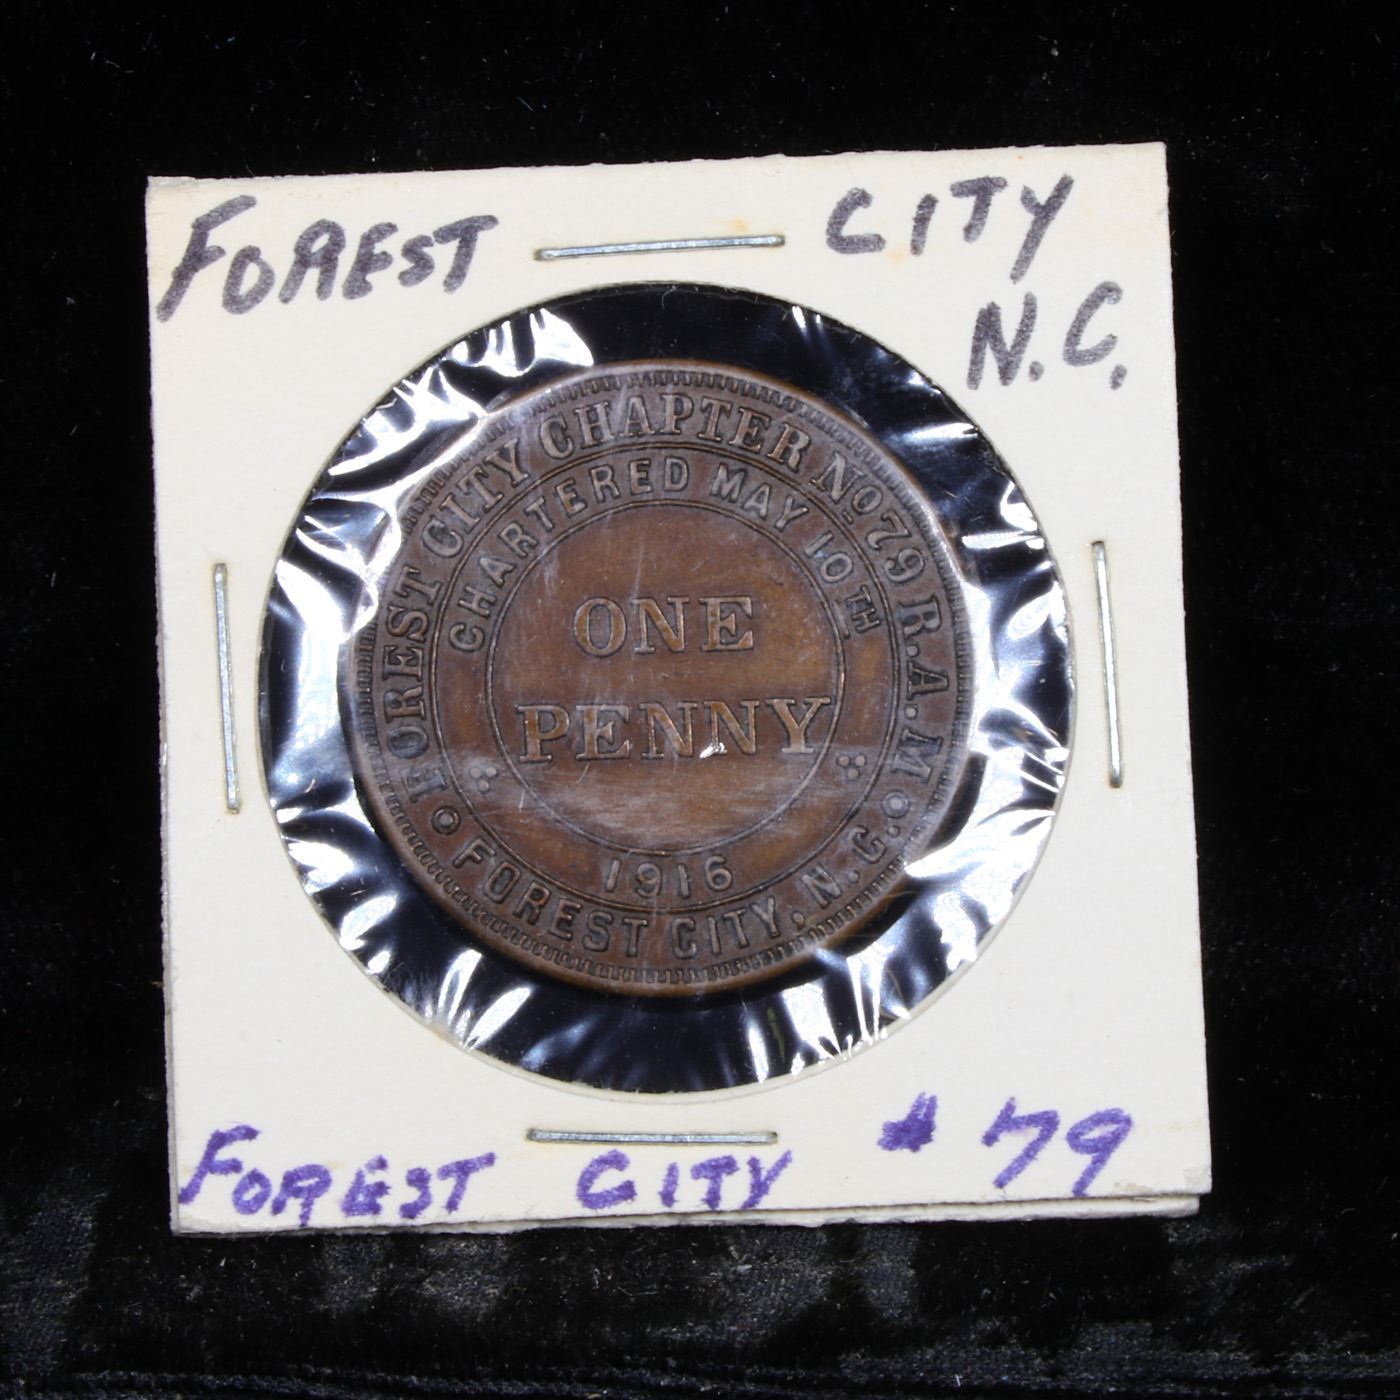 FOREST CITY
N.C.
FOREST CITY CHAPTER No 79 R.A.M.
CHARTERED MAY 10TH
ONE
PENNY
1916
FOREST CITY, N.C.
FOREST CITY # 79